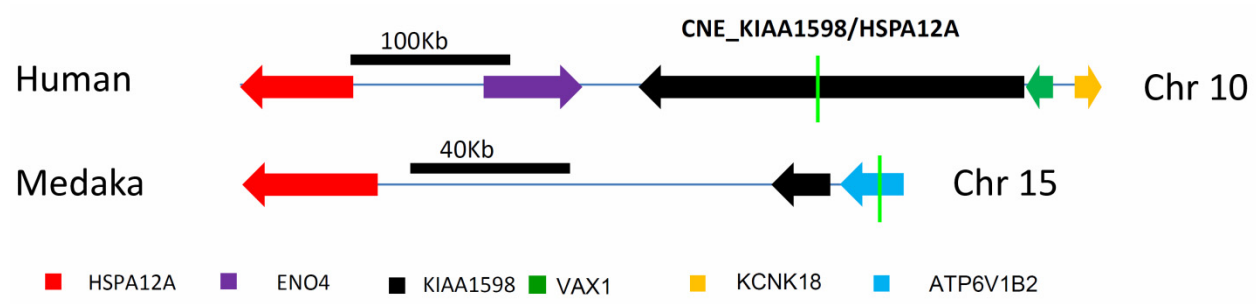 CNE_KIAA1598/HSPA12A
100Kb
Human
Chr 10
40Kb
Medaka
Chr 15
HSPA12A ENO4 KIAA1598 VAX1 KCNK18 ATP6V1B2